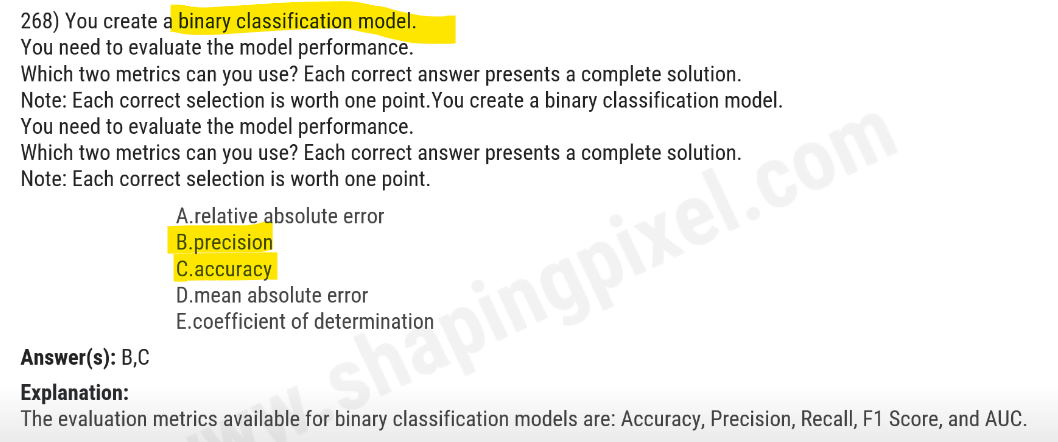 268) You create a binary classification model.
You need to evaluate the model performance.
Which two metrics can you use? Each correct answer presents a complete solution.
Note: Each correct selection is worth one point.You create a binary classification model.
You need to evaluate the model performance.
Which two metrics can you use? Each correct answer presents a complete solution.
Note: Each correct selection is worth one point.
A.relative absolute error
B.precision
C.accuracy
D.mean absolute error
E.coefficient of determination
Answer(s): B,C
Explanation:
The evaluation metrics available for binary classification models are: Accuracy, Precision, Recall, F1 Score, and AUC.
www.shapingpixel.com